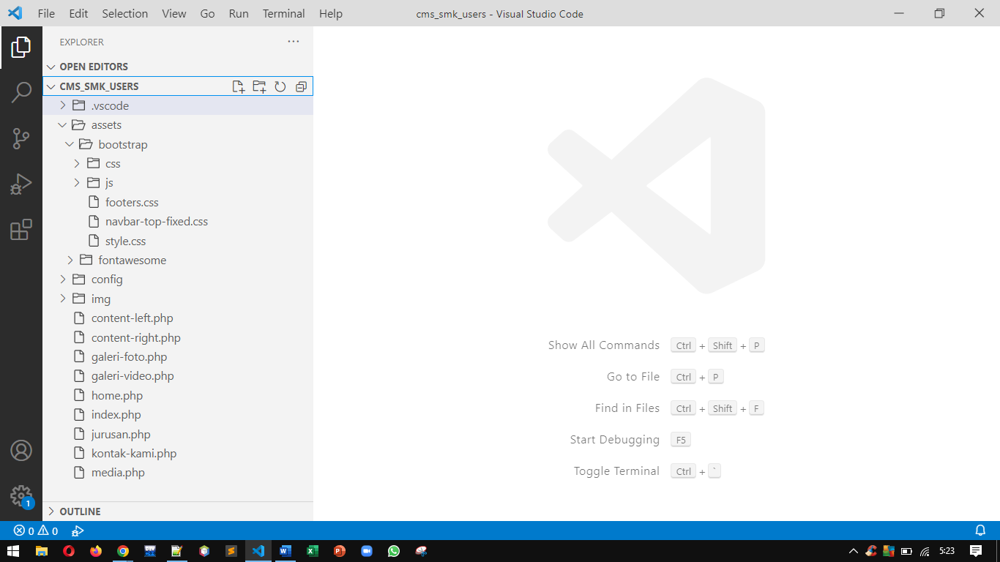 File Edit Selection View Go Run Terminal Help
cms_smk_users - Visual Studio Code
EXPLORER
OPEN EDITORS
CMS_SMK_USERS
.vscode
assets
bootstrap
css
js
footers.css
navbar-top-fixed.css
style.css
fontawesome
config
img
content-left.php
content-right.php
galeri-foto.php
galeri-video.php
home.php
index.php
jurusan.php
kontak-kami.php
media.php
OUTLINE
Show All Commands Ctrl + Shift + P
Go to File Ctrl + P
Find in Files Ctrl + Shift + F
Start Debugging F5
Toggle Terminal Ctrl + `
1
0 0
DEV
W X P
5:23